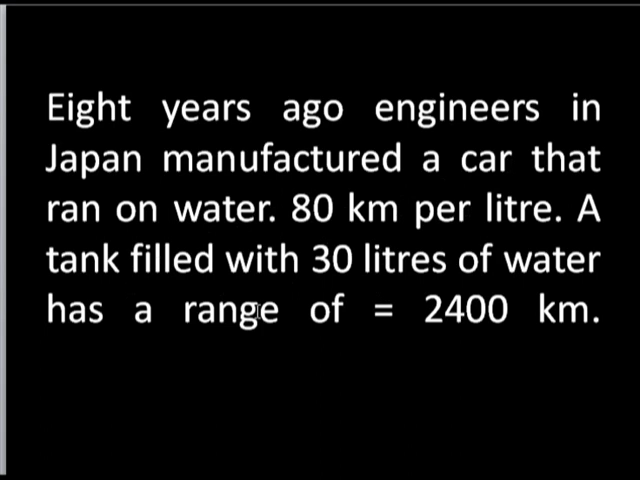 Eight years ago engineers in
Japan manufactured a car that
ran on water. 80 km per litre. A
tank filled with 30 litres of water
has a range of = 2400 km.